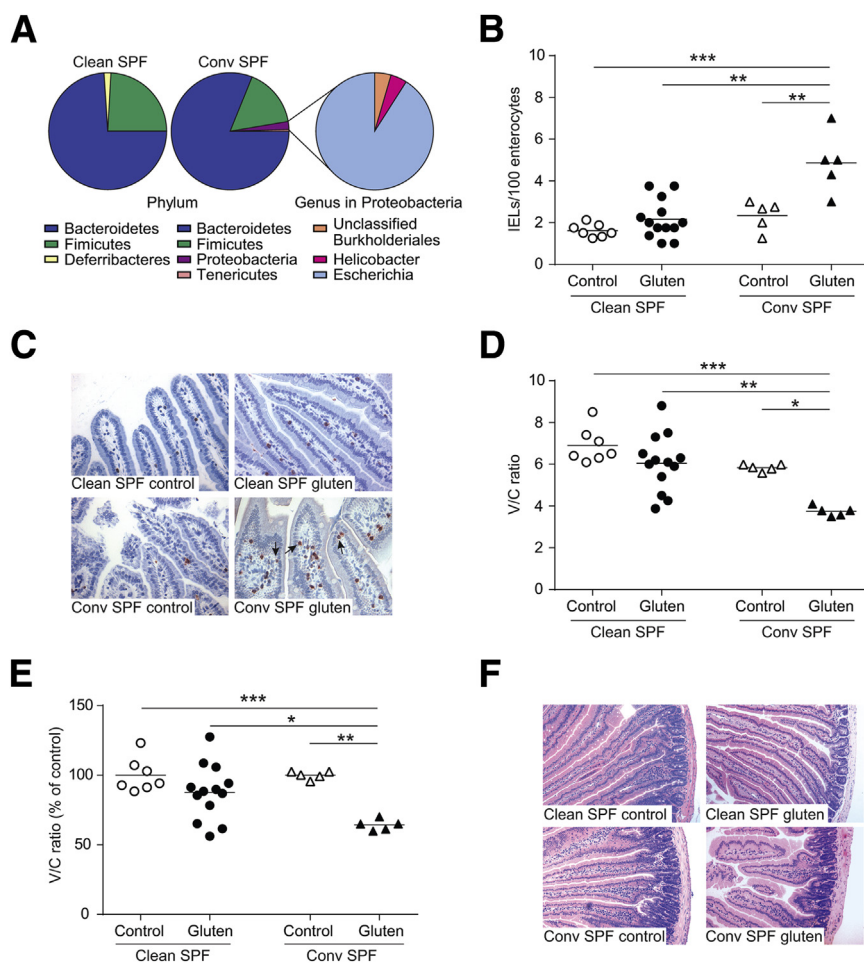 A
Clean SPF Conv SPF
Phylum Genus in Proteobacteria
Bacteroidetes Bacteroidetes Unclassified
Burkholderiales
Fimicutes Fimicutes
Deferribacteres Proteobacteria Helicobacter
Tenericutes Escherichia
B
10
8
6
4
2
0
IELs/100 enterocytes
***
**
**
Control Gluten Control Gluten
Clean SPF Conv SPF
C
Clean SPF control Clean SPF gluten
Conv SPF control Conv SPF gluten
D
10
8
6
4
2
0
V/C ratio
***
**
*
Control Gluten Control Gluten
Clean SPF Conv SPF
E
150
100
50
0
V/C ratio (% of control)
***
*
**
Control Gluten Control Gluten
Clean SPF Conv SPF
F
Clean SPF control Clean SPF gluten
Conv SPF control Conv SPF gluten